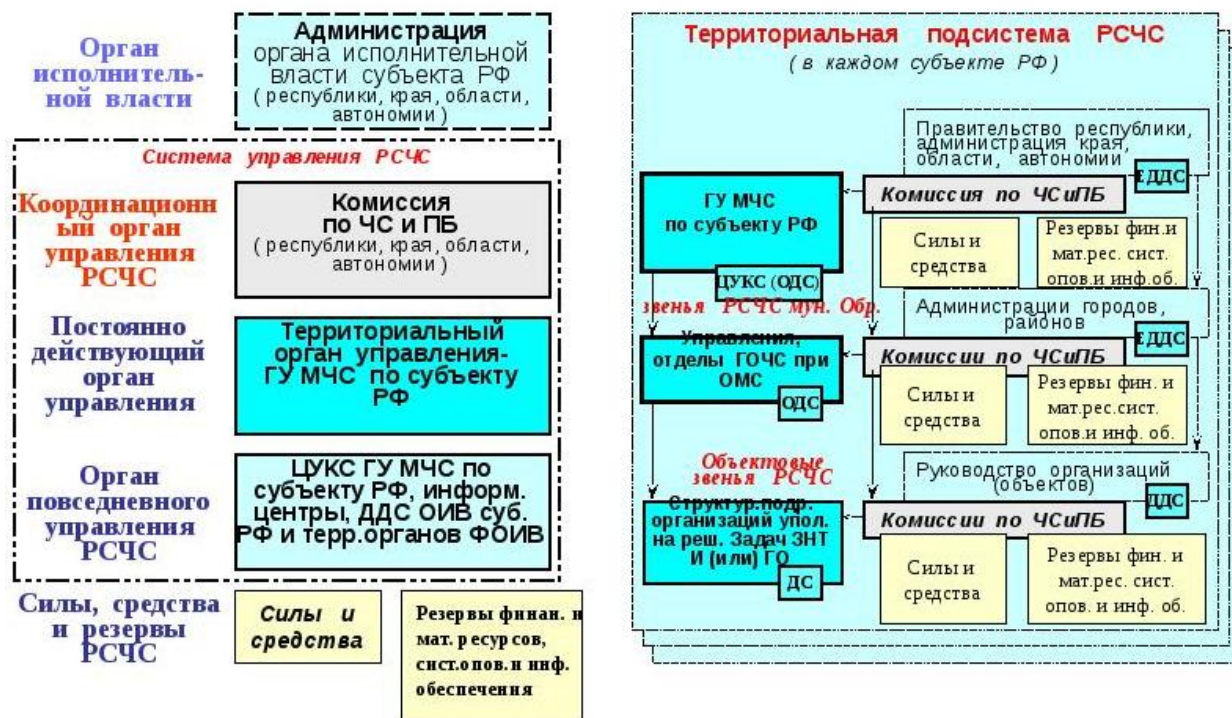 Орган
исполнитель-
ной власти
Администрация
органа исполнительной
власти субъекта РФ
( республики, края, области,
автономии )
Система управления РСЧС
Координационн
ый орган
управления
РСЧС
Комиссия
по ЧС и ПБ
( республики, края, области,
автономии )
Постоянно
действующий
орган
управления
Территориальный
орган управления-
ГУ МЧС по субъекту
РФ
Орган
повседневного
управления
РСЧС
ЦУКС ГУ МЧС по
субъекту РФ, информ.
центры, ДДС ОИВ суб.
РФ и терр.органов ФОИВ
Силы, средства
и резервы
РСЧС
Силы и
средства
Резервы финан. и
мат. ресурсов,
сист.опов.и инф.
обеспечения
Территориальная подсистема РСЧС
( в каждом субъекте РФ )
Правительство республики,
администрация края,
области, автономии
ЕДДС
Комиссия по ЧСиПБ
ГУ МЧС
по субъекту РФ
ЦУКС (ОДС)
Силы и
средства
Резервы фин.и
мат.рес. сист.
опов.и инф.об.
звенья РСЧС мун. Обр.
Администрации городов,
районов
ЕДДС
Комиссии по ЧСиПБ
Управления,
отделы ГОЧС при
ОМС
ОДС
Силы и
средства
Резервы фин. и
мат.рес.сист.
опов.и инф. об.
Объектовые
звенья РСЧС
Руководство организаций
(объектов)
ДДС
Комиссии по ЧСиПБ
Структур.подр.
организаций упол.
на реш. Задач ЗНТ
И (или) ГО
ДС
Силы и
средства
Резервы фин. и
мат.рес. сист.
опов.и инф. об.